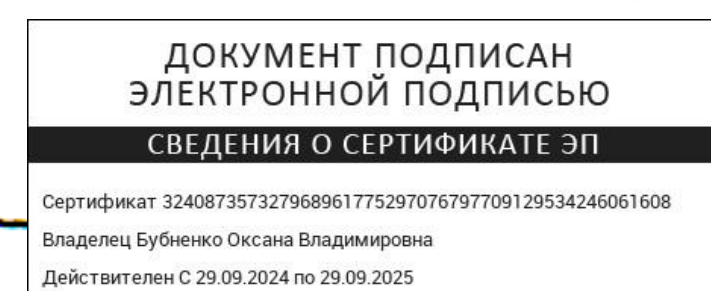 ДОКУМЕНТ ПОДПИСАН
ЭЛЕКТРОННОЙ ПОДПИСЬЮ
СВЕДЕНИЯ О СЕРТИФИКАТЕ ЭП
Сертификат 324087357327968961775297076797709129534246061608
Владелец Бубненко Оксана Владимировна
Действителен С 29.09.2024 по 29.09.2025